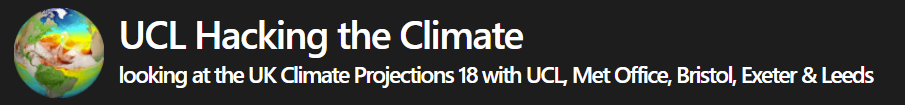 UCL Hacking the Climate
looking at the UK Climate Projections 18 with UCL, Met Office, Bristol, Exeter & Leeds